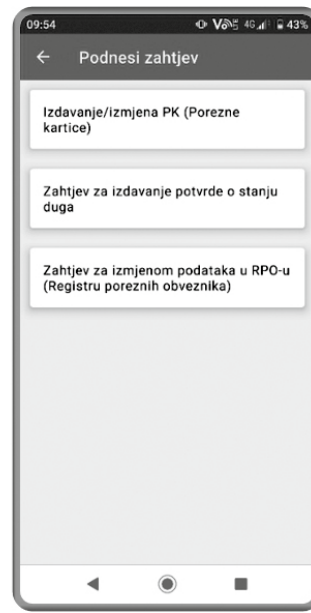 09:54 4G 43%
Podnesi zahtjev
Izdavanje/izmjena PK (Porezne
kartice)
Zahtjev za izdavanje potvrde o stanju
duga
Zahtjev za izmjenom podataka u RPO-u
(Registru poreznih obveznika)